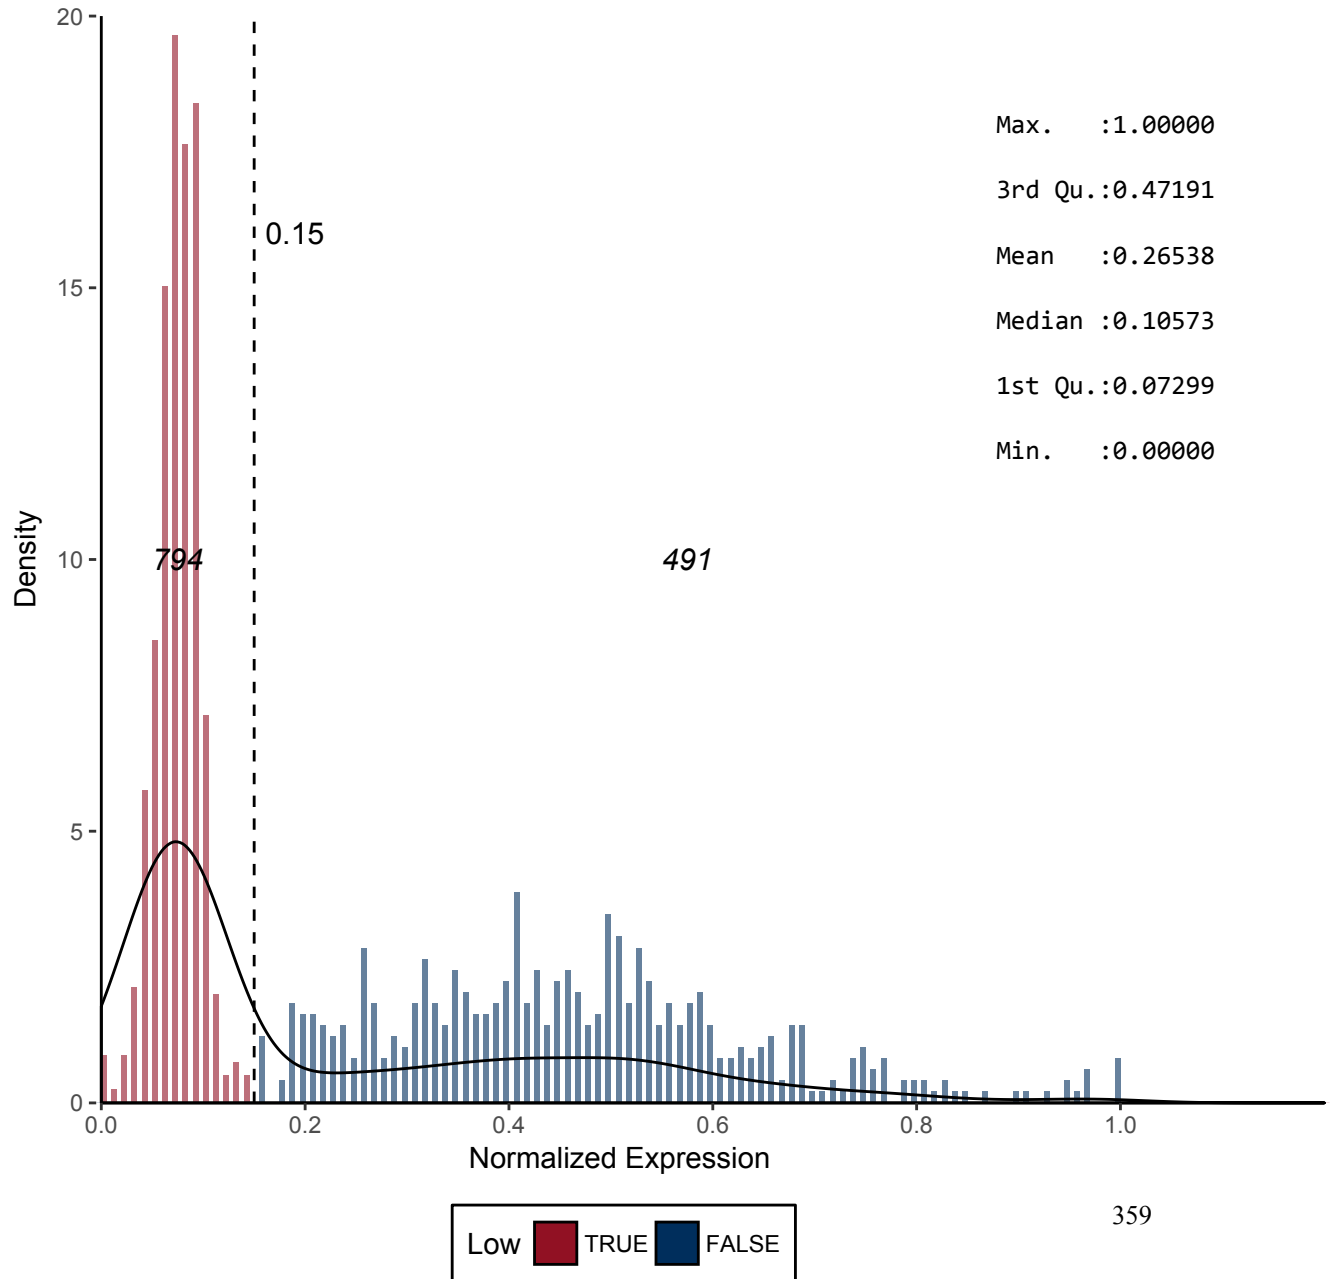 20
Max.   :1.00000
3rd Qu.:0.47191
0.15
Mean   :0.26538
15
Median :0.10573
1st Qu.:0.07299
Min.   :0.00000
Density
10
794
491
5
0
0.0 0.2 0.4 0.6 0.8 1.0
Normalized Expression
359
Low TRUE FALSE